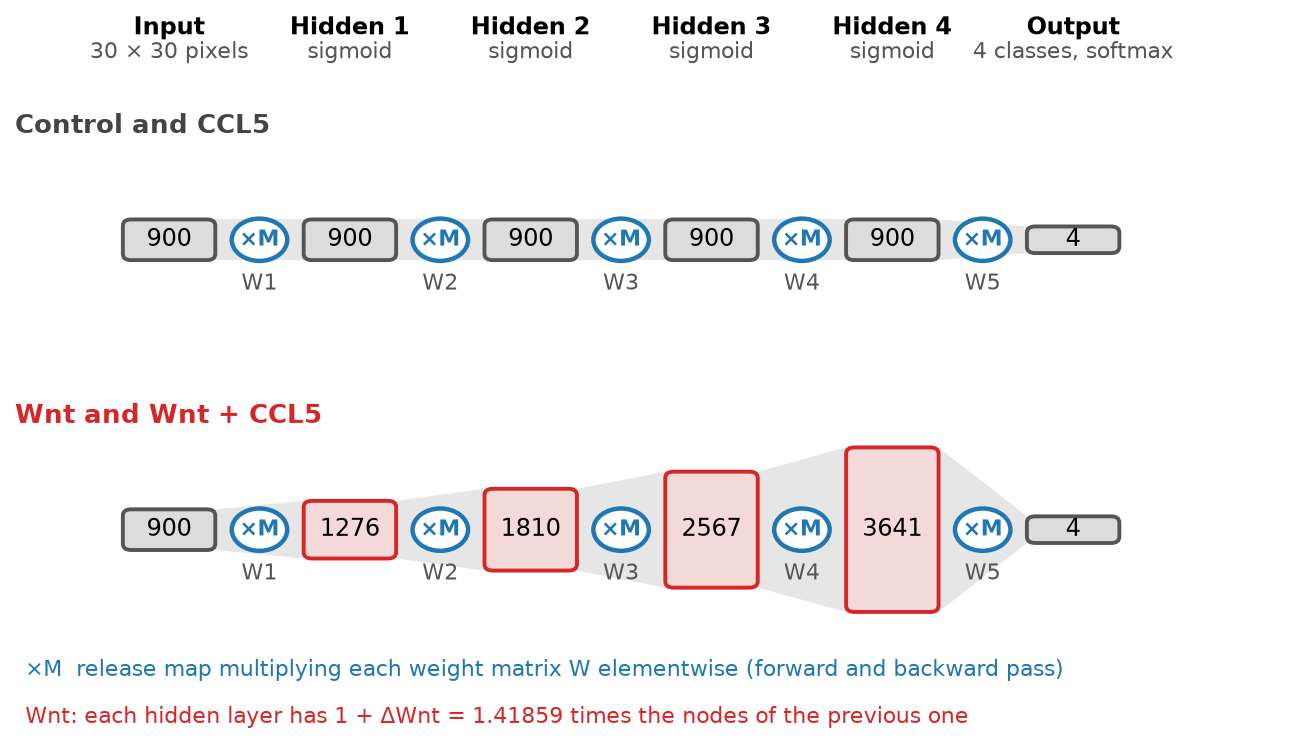 Input Hidden 1 Hidden 2 Hidden 3 Hidden 4 Output
30 × 30 pixels sigmoid sigmoid sigmoid sigmoid 4 classes, softmax
Control and CCL5
900 ×M 900 ×M 900 ×M 900 ×M 900 ×M 4
W1 W2 W3 W4 W5
Wnt and Wnt + CCL5
900 ×M 1276 ×M 1810 ×M 2567 ×M 3641 ×M 4
W1 W2 W3 W4 W5
×M release map multiplying each weight matrix W elementwise (forward and backward pass)
Wnt: each hidden layer has 1 + ΔWnt = 1.41859 times the nodes of the previous one